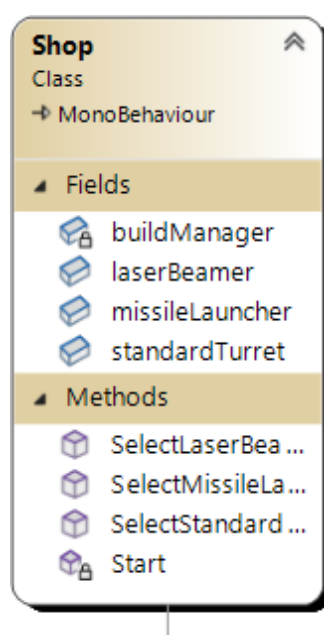 Shop
Class
MonoBehaviour
Fields
buildManager
laserBeamer
missileLauncher
standardTurret
Methods
SelectLaserBea...
SelectMissileLa...
SelectStandard...
Start